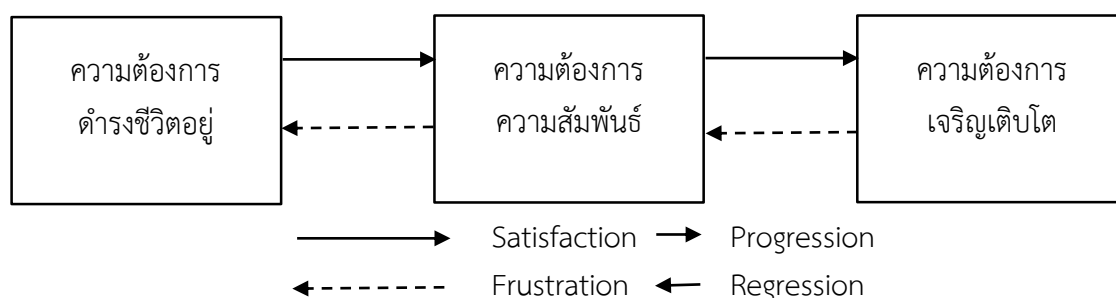 ความต้องการ
ดำรงชีวิตอยู่
ความต้องการ
ความสัมพันธ์
ความต้องการ
เจริญเติบโต
Satisfaction Progression
Frustration Regression